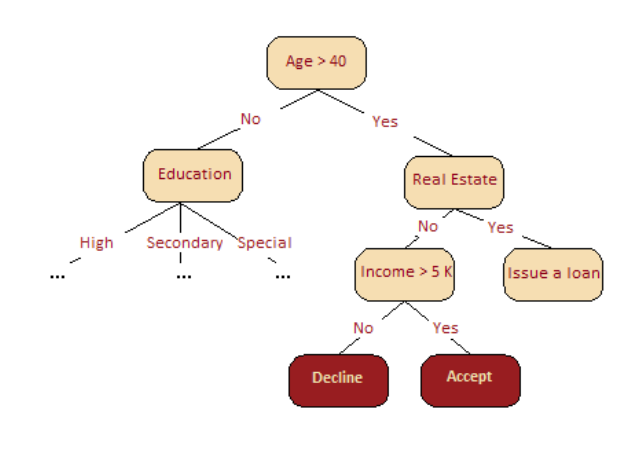 Age > 40
No
Yes
Education
Real Estate
High
Secondary
Special
No
Yes
...
...
...
Income > 5 K
Issue a loan
No
Yes
Decline
Accept